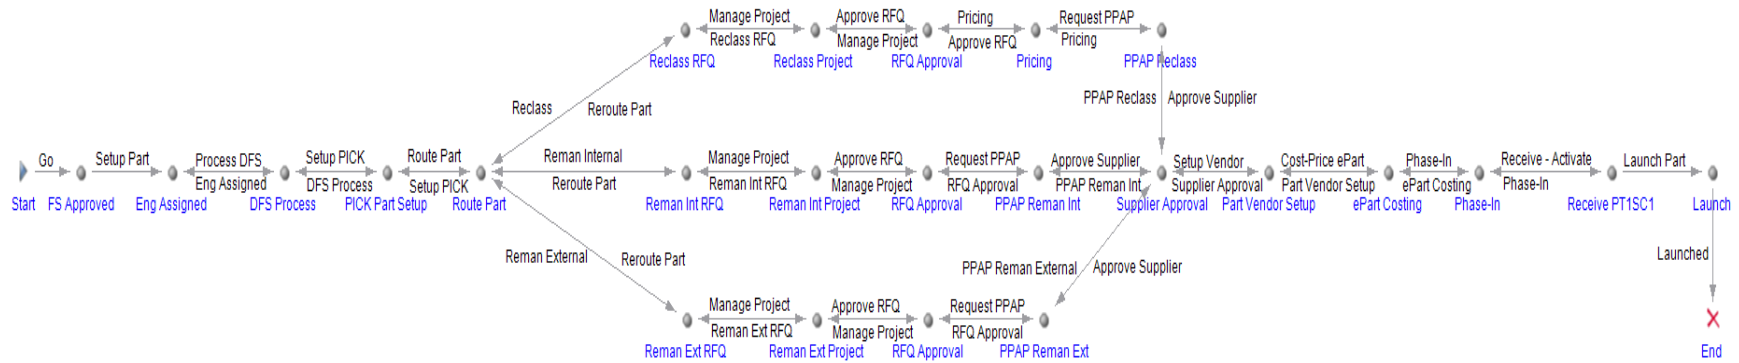 Manage Project
Approve RFQ
Pricing
Request PPAP
Reclass RFQ
Manage Project
Approve RFQ
Pricing
Reclass RFQ
Reclass Project
RFQ Approval
Pricing
PPAP Reclass
Reclass
Reroute Part
PPAP Reclass
Approve Supplier
Go
Setup Part
Process DFS
Setup PICK
Route Part
Reman Internal
Manage Project
Approve RFQ
Request PPAP
Approve Supplier
Setup Vendor
Cost-Price ePart
Phase-In
Receive - Activate
Launch Part
Eng Assigned
DFS Process
Setup PICK
Reroute Part
Reman Int RFQ
Manage Project
RFQ Approval
PPAP Reman Int
Supplier Approval
Part Vendor Setup
ePart Costing
Phase-In
Start
FS Approved
Eng Assigned
DFS Process
PICK Part Setup
Route Part
Reman Int RFQ
Reman Int Project
RFQ Approval
PPAP Reman Int
Supplier Approval
Part Vendor Setup
ePart Costing
Phase-In
Receive PT1SC1
Launch
Reman External
Reroute Part
PPAP Reman External
Approve Supplier
Launched
Manage Project
Approve RFQ
Request PPAP
Reman Ext RFQ
Manage Project
RFQ Approval
Reman Ext RFQ
Reman Ext Project
RFQ Approval
PPAP Reman Ext
End